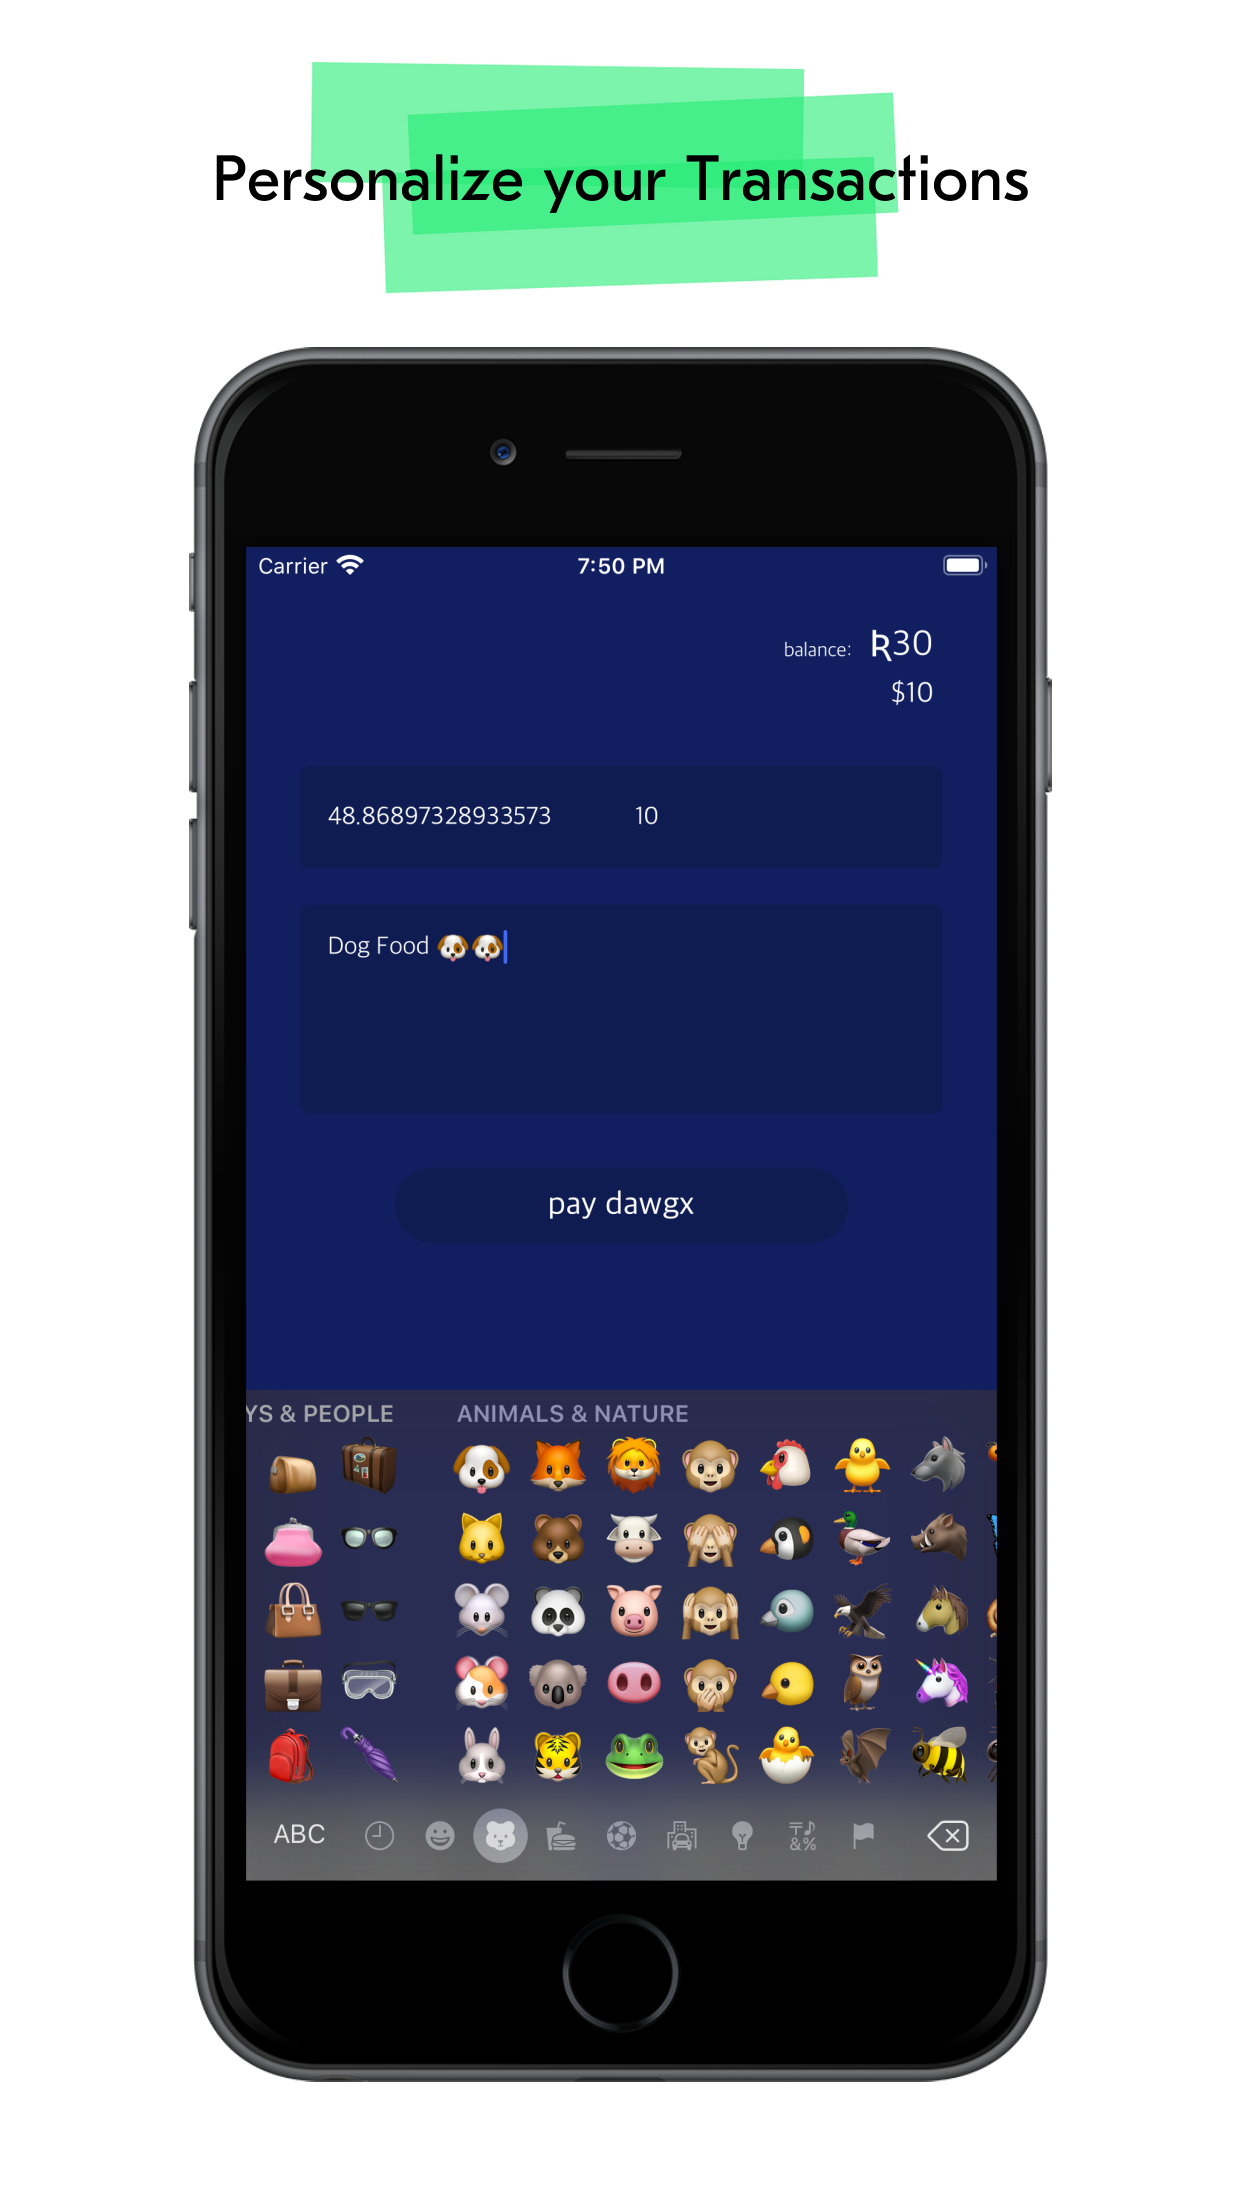 Personalize your Transactions
Carrier
7:50 PM
balance: Ʀ30
$10
48.86897328933573 10
Dog Food 🐶🐶
pay dawgx
YS & PEOPLE ANIMALS & NATURE
ABC